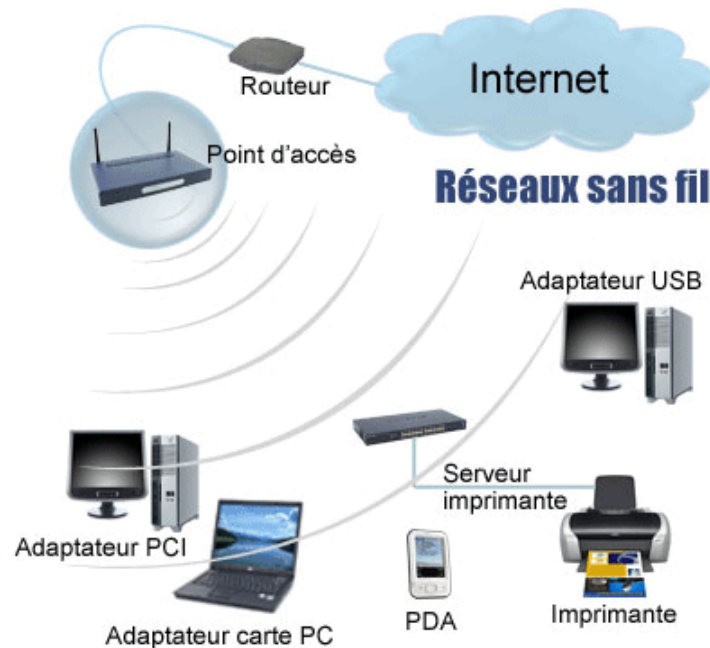 Internet
Routeur
Point d'accès
Réseaux sans fil
Adaptateur USB
Serveur
imprimante
Adaptateur PCI
Adaptateur carte PC
PDA
Imprimante